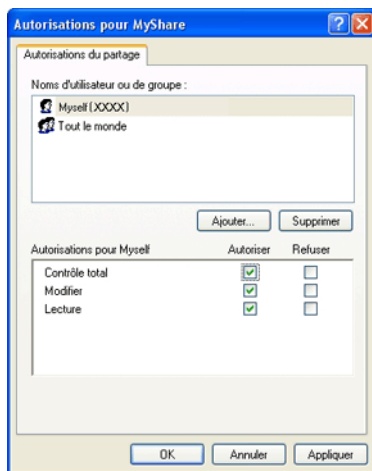 Autorisations pour MyShare
Autorisations du partage
Noms d'utilisateur ou de groupe :
Myself (XXXX)
Tout le monde
Ajouter... Supprimer
Autorisations pour Myself Autoriser Refuser
Contrôle total
Modifier
Lecture
OK Annuler Appliquer